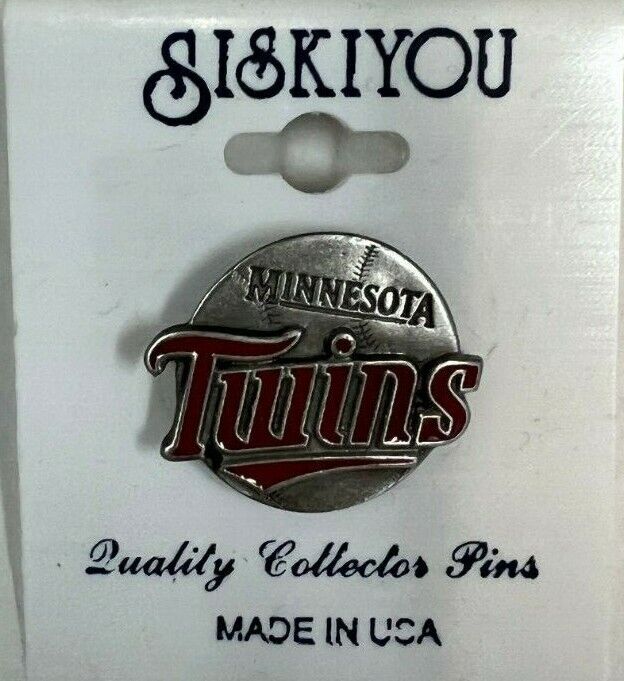 SISKIYOU
MINNESOTA
Twins
Quality Collector Pins
MADE IN USA